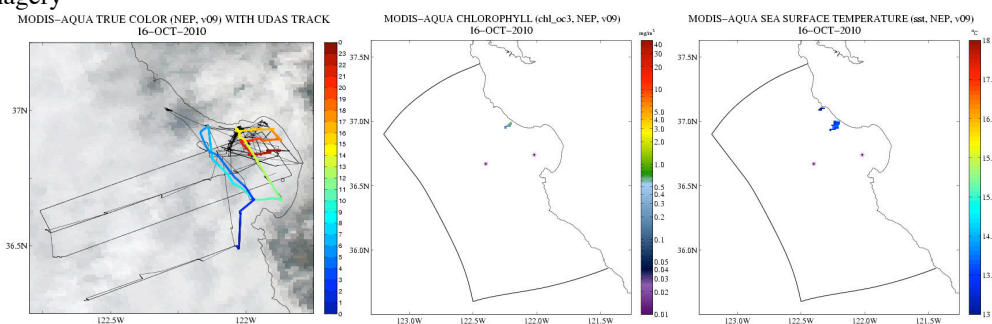 agery
MODIS-AQUA TRUE COLOR (NEP, v09) WITH UDAS TRACK
16-OCT-2010
37N
36.5N
122.5W
122W
0
23
22
21
20
19
18
17
16
15
14
13
12
11
10
9
8
7
6
5
4
3
2
1
0
MODIS-AQUA CHLOROPHYLL (chl_oc3, NEP, v09)
16-OCT-2010
mg/m³
37.5N
37.0N
36.5N
36.0N
123.0W
122.5W
122.0W
121.5W
40
30
20
10
5.0
4.0
3.0
2.0
1.0
0.5
0.4
0.3
0.2
0.1
0.05
0.04
0.03
0.02
0.01
MODIS-AQUA SEA SURFACE TEMPERATURE (sst, NEP, v09)
16-OCT-2010
°C
37.5N
37.0N
36.5N
36.0N
123.0W
122.5W
122.0W
121.5W
18
17.
16.
15.
14.
13.